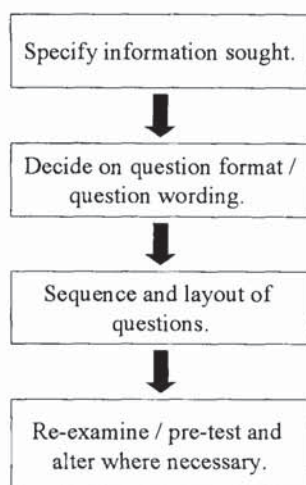 Specify information sought.
Decide on question format /
question wording.
Sequence and layout of
questions.
Re-examine / pre-test and
alter where necessary.